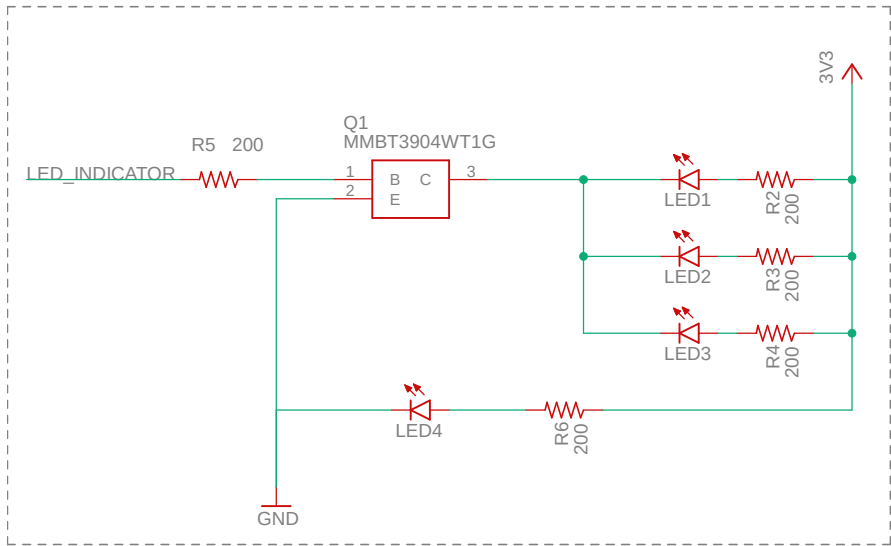 3V3
Q1
MMBT3904WT1G
R5 200
LED_INDICATOR
1
B C
3
2
E
LED1
R2
200
LED2
R3
200
LED3
R4
200
LED4
R6
200
GND